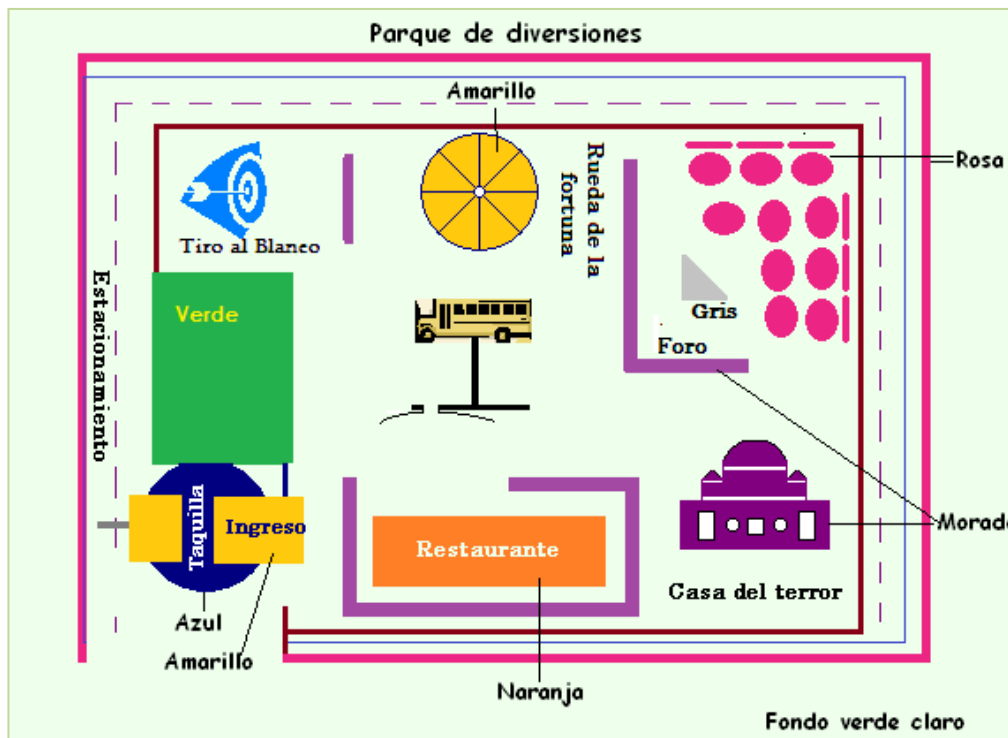 Parque de diversiones
Amarillo
Rueda de la
fortuna
Rosa
Tiro al Blanco
Estacionamiento
Verde
Gris
Foro
Taquilla
Ingreso
Restaurante
Morado
Casa del terror
Azul
Amarillo
Naranja
Fondo verde claro